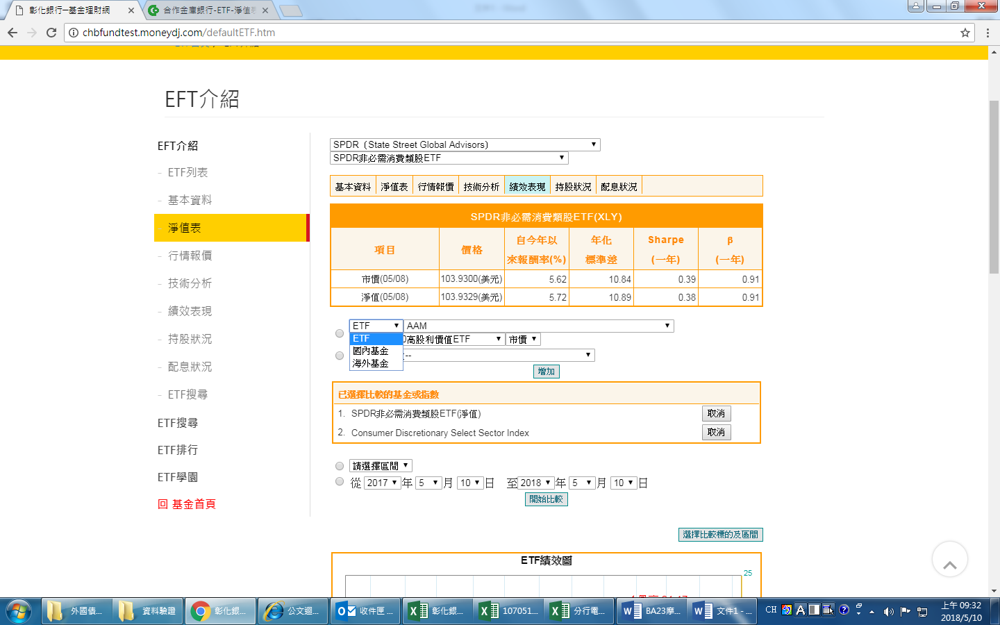 彰化銀行─基金理財網
合作金庫銀行-ETF-淨值表
chbfundtest.moneydj.com/defaultETF.htm
EFT介紹
EFT介紹
- ETF列表
- 基本資料
淨值表
- 行情報價
- 技術分析
- 績效表現
- 持股狀況
- 配息狀況
- ETF搜尋
ETF搜尋
ETF排行
ETF學園
回 基金首頁
SPDR（State Street Global Advisors）
SPDR非必需消費類股ETF
基本資料 淨值表 行情報價 技術分析 績效表現 持股狀況 配息狀況
SPDR非必需消費類股ETF(XLY)
項目 價格 自今年以來報酬率(%) 年化標準差 Sharpe(一年) β(一年)
市價(05/08) 103.9300(美元) 5.62 10.84 0.39 0.91
淨值(05/08) 103.9329(美元) 5.72 10.89 0.38 0.91
ETF AAM
ETF
國內基金
海外基金
0高股利價值ETF 市價
--
增加
已選擇比較的基金或指數
1. SPDR非必需消費類股ETF(淨值) 取消
2. Consumer Discretionary Select Sector Index 取消
請選擇區間
從 2017 年 5 月 10 日 至 2018 年 5 月 10 日
開始比較
選擇比較標的及區間
ETF績效圖
25
外國債...
資料驗證
彰化銀...
公文迴...
收件匣 ...
彰化銀...
107051...
分行電...
BA23摩...
文件1 - ...
CH
上午 09:32
2018/5/10